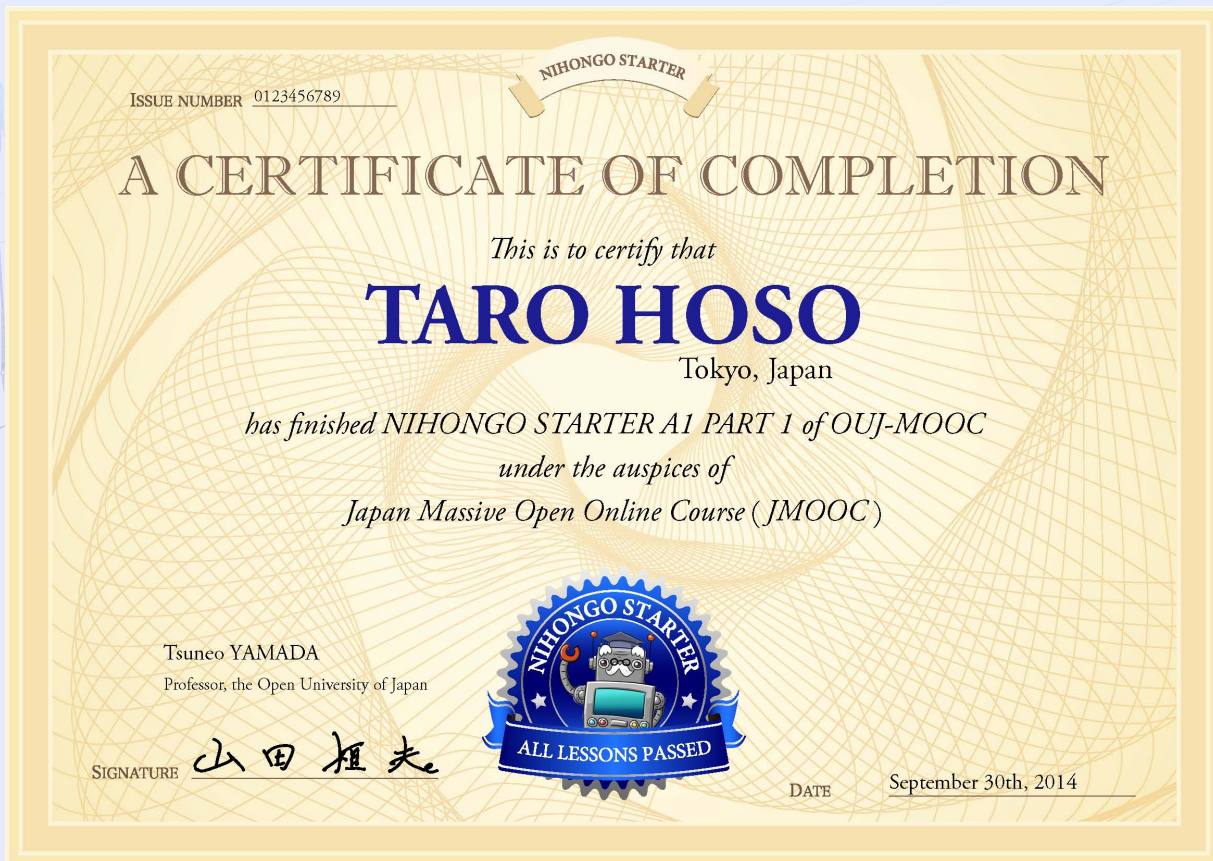 NIHONGO STARTER
ISSUE NUMBER 0123456789
A CERTIFICATE OF COMPLETION
This is to certify that
TARO HOSO
Tokyo, Japan
has finished NIHONGO STARTER A1 PART 1 of OUJ-MOOC
under the auspices of
Japan Massive Open Online Course ( JMOOC )
NIHONGO STARTER
ALL LESSONS PASSED
Tsuneo YAMADA
Professor, the Open University of Japan
SIGNATURE 山田恒夫
DATE September 30th, 2014